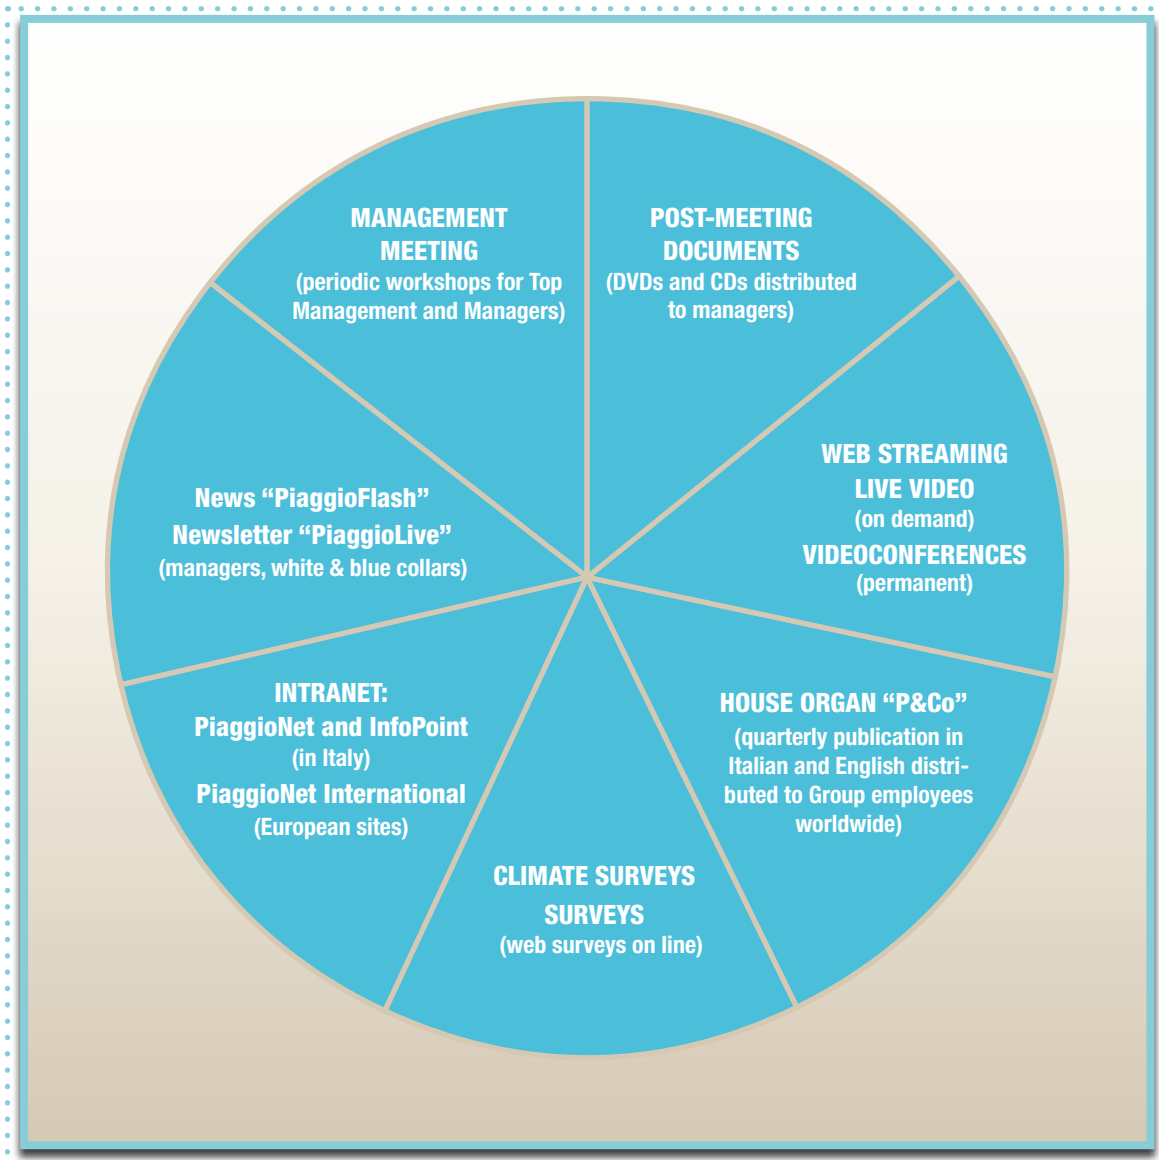 MANAGEMENT
MEETING
(periodic workshops for Top
Management and Managers)
POST-MEETING
DOCUMENTS
(DVDs and CDs distributed
to managers)
WEB STREAMING
LIVE VIDEO
(on demand)
VIDEOCONFERENCES
(permanent)
HOUSE ORGAN “P&Co”
(quarterly publication in
Italian and English distri-
buted to Group employees
worldwide)
CLIMATE SURVEYS
SURVEYS
(web surveys on line)
INTRANET:
PiaggioNet and InfoPoint
(in Italy)
PiaggioNet International
(European sites)
News “PiaggioFlash”
Newsletter “PiaggioLive”
(managers, white & blue collars)